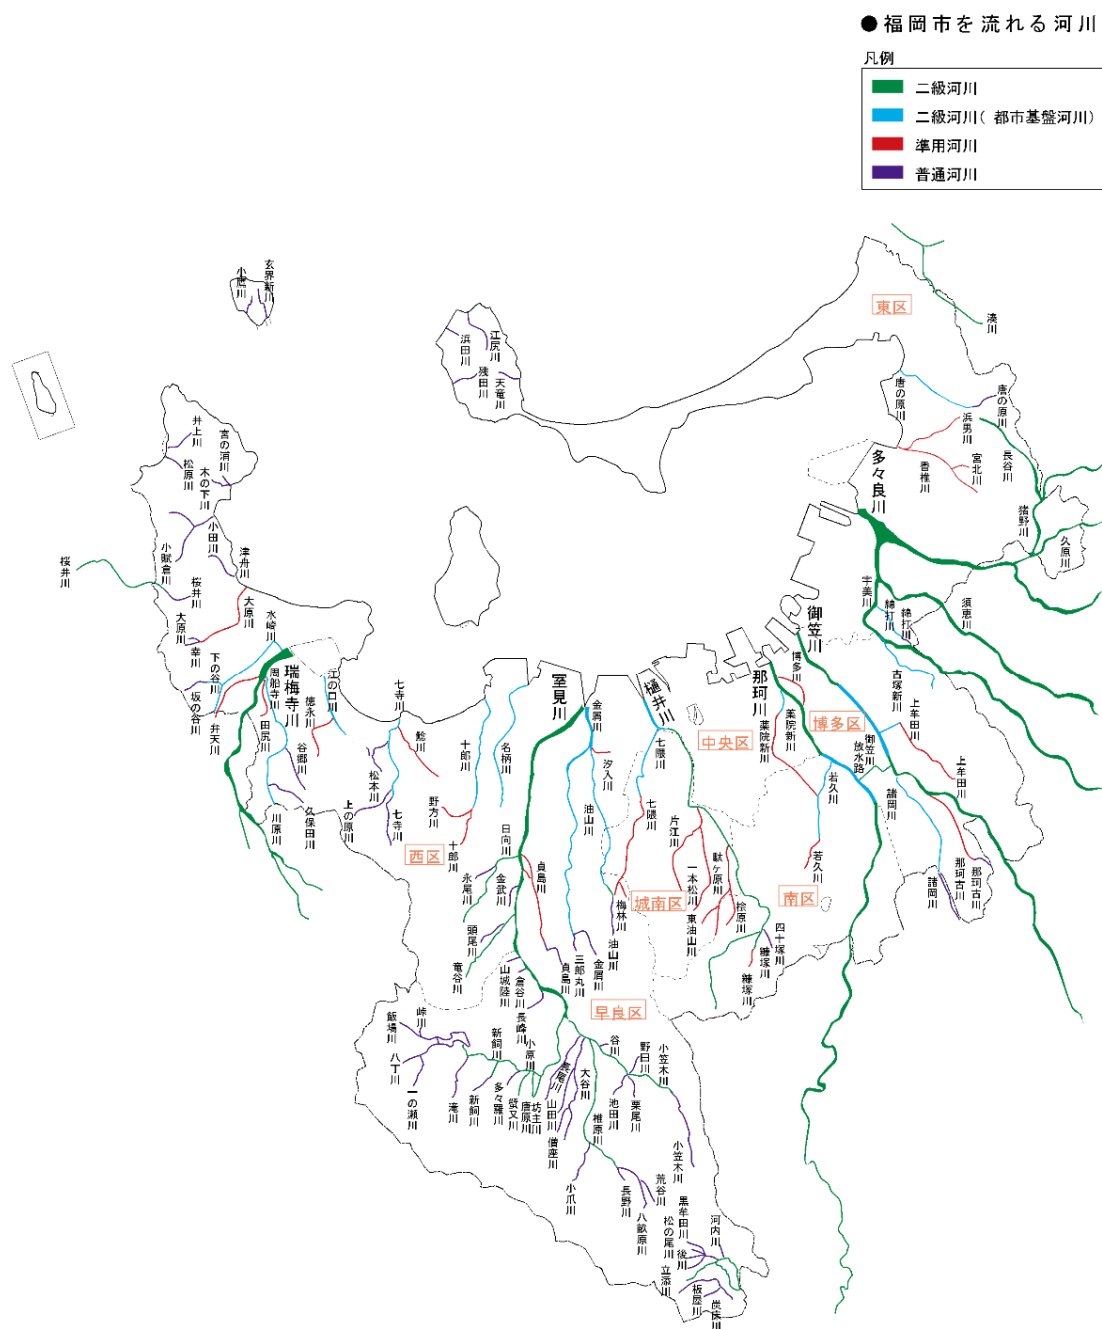 ●福岡市を流れる河川
凡例
二級河川
二級河川(都市基盤河川)
準用河川
普通河川
東区
湊川
小鷹川
玄界新川
浜田川
江尻川
残田川
天竜川
唐の原川
唐の原川
浜男川
長谷川
宮北川
香椎川
多々良川
猪野川
久原川
井上川
宮の浦川
松原川
木の下川
小田川
小賦倉川
津舟川
桜井川
桜井川
大原川
大原川
幸川
水崎川
下の谷川
坂の谷川
弁天川
周船寺川
瑞梅寺川
江の口川
徳永川
田尻川
谷郷川
川原川
久保田川
七寺川
鯰川
松本川
上の原川
七寺川
十郎川
名柄川
野方川
十郎川
西区
室見川
金屑川
汐入川
油山川
日向川
貞島川
永尾川
金武川
頭尾川
竜谷川
山城陸川
倉谷川
長峰川
貞島川
三郎丸川
金屑川
梅林川
油山川
樋井川
七隈川
七隈川
片江川
一本松川
東油山川
駄ヶ原川
桧原川
城南区
中央区
那珂川
博多川
薬院新川
薬院新川
若久川
若久川
南区
四十塚川
糠塚川
糠塚川
御笠川
宇美川
綿打川
綿打川
須恵川
古塚新川
博多区
御笠川
放水路
上牟田川
上牟田川
諸岡川
諸岡川
那珂古川
那珂古川
早良区
飯場川
峠川
八丁川
一の瀬川
滝川
新飼川
新飼川
多々羅川
小原川
蟹又川
唐原川
坊主川
長尾川
山田川
僧座川
大谷川
椎原川
小爪川
谷川
池田川
野田川
栗尾川
小笠木川
小笠木川
長野川
八畝原川
荒谷川
黒牟田川
松の尾川
後川
河内川
立添川
板屋川
炭床川